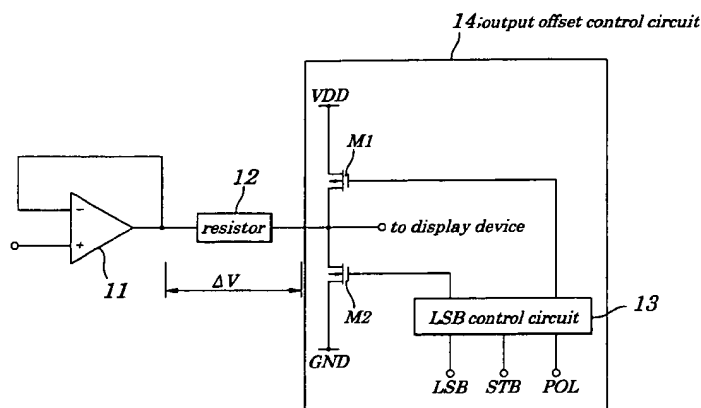 14;output offset control circuit
VDD
M1
12
resistor
to display device
-
+
11
ΔV
M2
LSB control circuit
13
GND
LSB STB POL